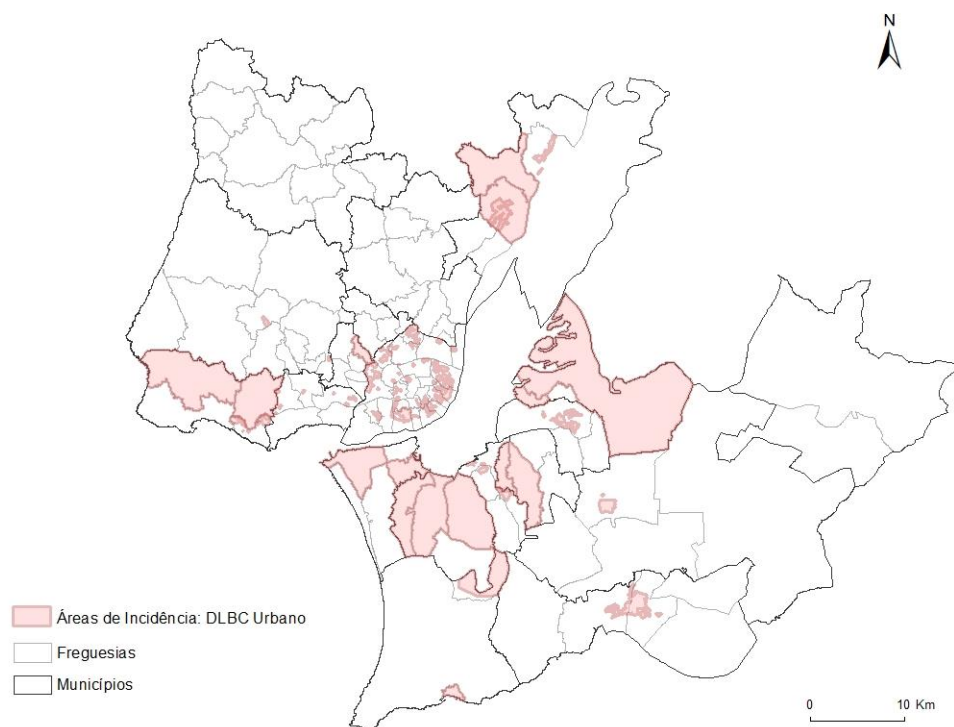 N
Áreas de Incidência: DLBC Urbano
Freguesias
Municípios
0 10 Km